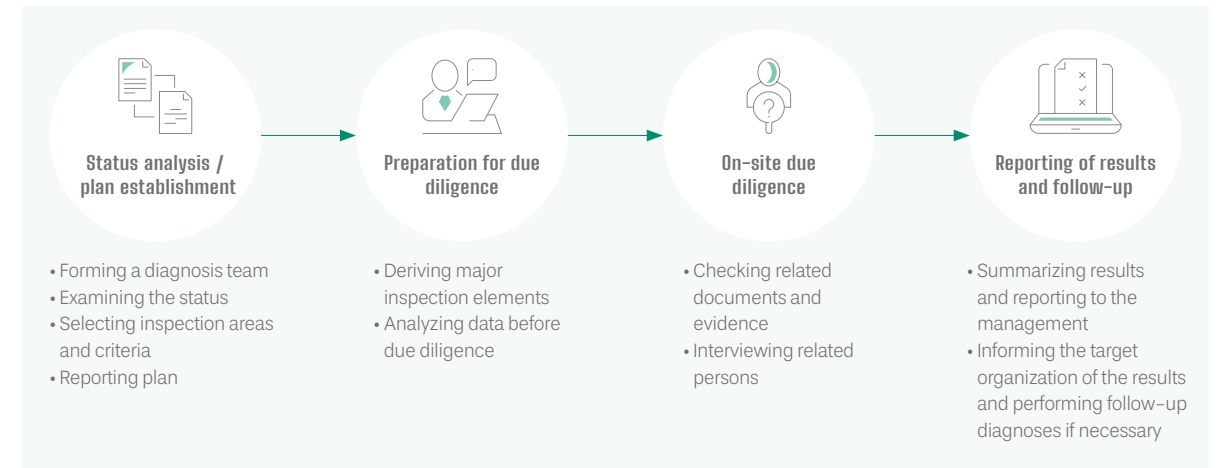 Status analysis /
plan establishment
• Forming a diagnosis team
• Examining the status
• Selecting inspection areas
and criteria
• Reporting plan
Preparation for due
diligence
• Deriving major
inspection elements
• Analyzing data before
due diligence
?
On-site due
diligence
• Checking related
documents and
evidence
• Interviewing related
persons
Reporting of results
and follow-up
• Summarizing results
and reporting to the
management
• Informing the target
organization of the results
and performing follow-up
diagnoses if necessary